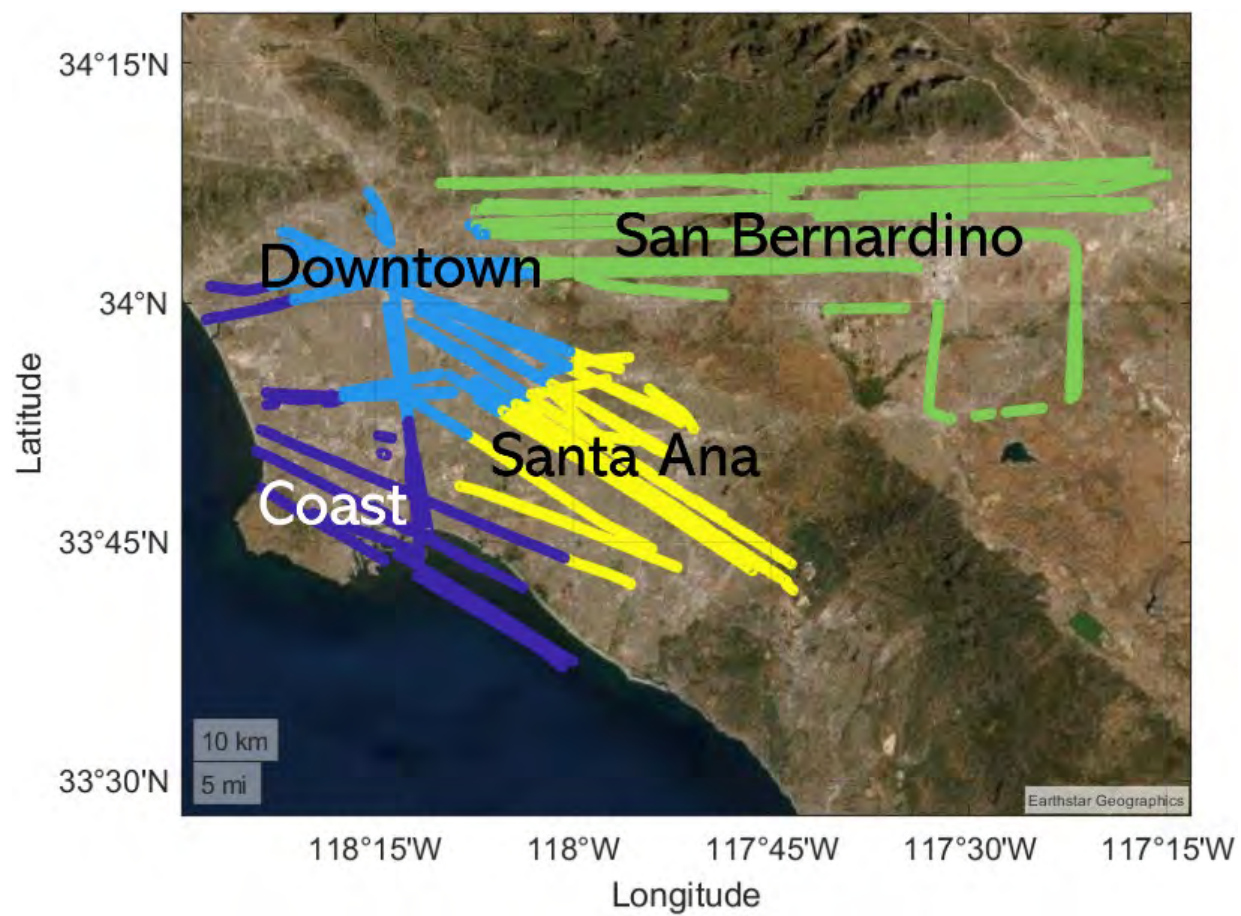 34°15'N
San Bernardino
Downtown
34°N
Latitude
Santa Ana
Coast
33°45'N
10 km
33°30'N
5 mi
Earthstar Geographics
118°15'W 118°W 117°45'W 117°30'W 117°15'W
Longitude